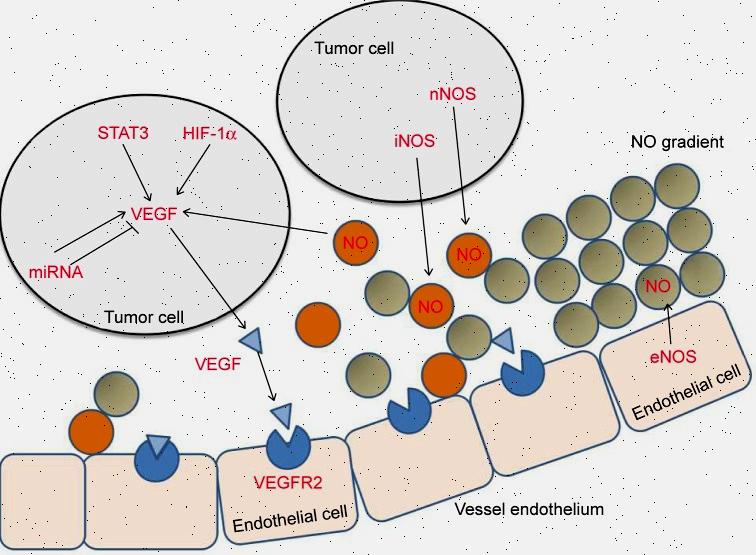 Tumor cell
nNOS
iNOS
STAT3
HIF-1α
VEGF
miRNA
Tumor cell
NO gradient
NO
NO
NO
NO
VEGF
eNOS
Endothelial cell
VEGFR2
Endothelial cell
Vessel endothelium